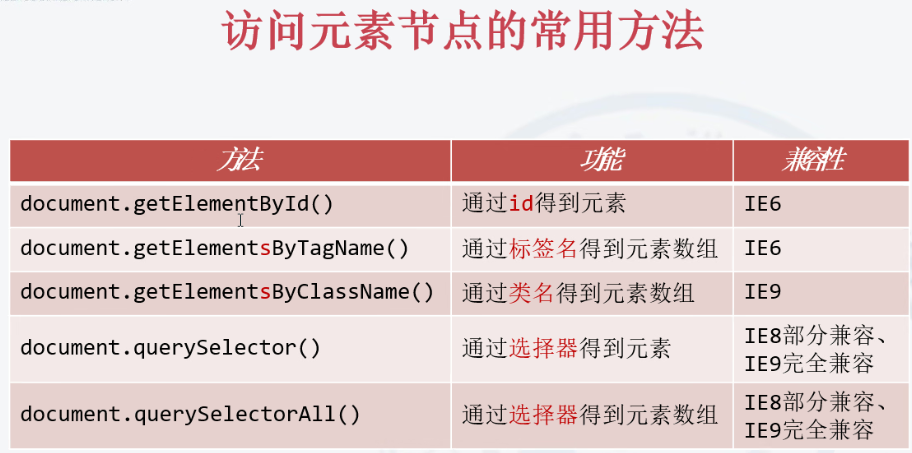 访问元素节点的常用方法
方法 功能 兼容性
document.getElementById() 通过id得到元素 IE6
document.getElementsByTagName() 通过标签名得到元素数组 IE6
document.getElementsByClassName() 通过类名得到元素数组 IE9
document.querySelector() 通过选择器得到元素 IE8部分兼容、
IE9完全兼容
document.querySelectorAll() 通过选择器得到元素数组 IE8部分兼容、
IE9完全兼容